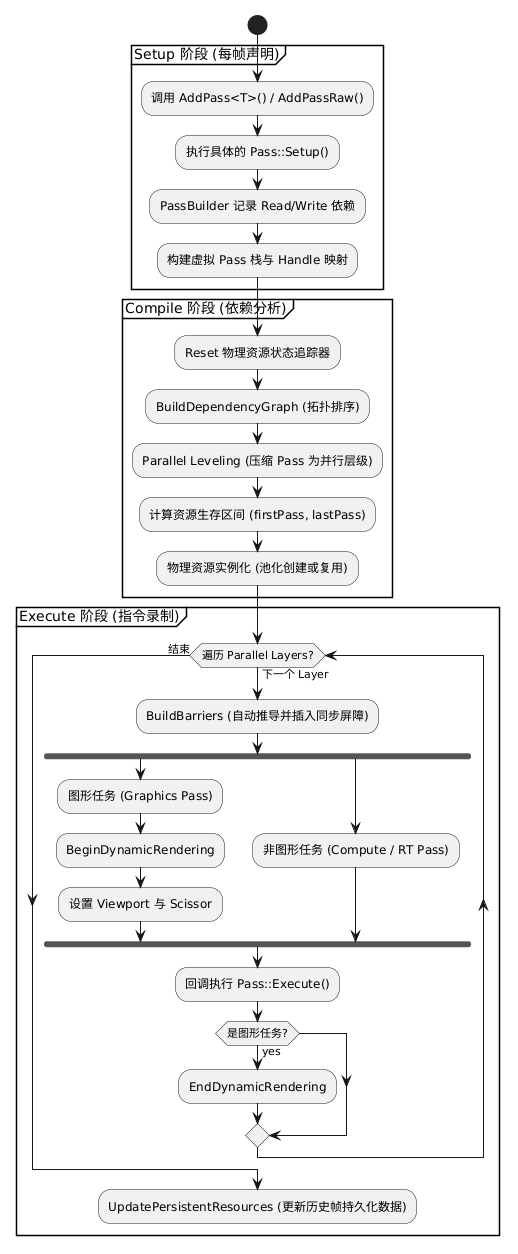 Setup 阶段 (每帧声明)
调用 AddPass<T>() / AddPassRaw()
执行具体的 Pass::Setup()
PassBuilder 记录 Read/Write 依赖
构建虚拟 Pass 栈与 Handle 映射
Compile 阶段 (依赖分析)
Reset 物理资源状态追踪器
BuildDependencyGraph (拓扑排序)
Parallel Leveling (压缩 Pass 为并行层级)
计算资源生存区间 (firstPass, lastPass)
物理资源实例化 (池化创建或复用)
Execute 阶段 (指令录制)
结束
遍历 Parallel Layers?
下一个 Layer
BuildBarriers (自动推导并插入同步屏障)
图形任务 (Graphics Pass)
BeginDynamicRendering
非图形任务 (Compute / RT Pass)
设置 Viewport 与 Scissor
回调执行 Pass::Execute()
是图形任务?
yes
EndDynamicRendering
UpdatePersistentResources (更新历史帧持久化数据)